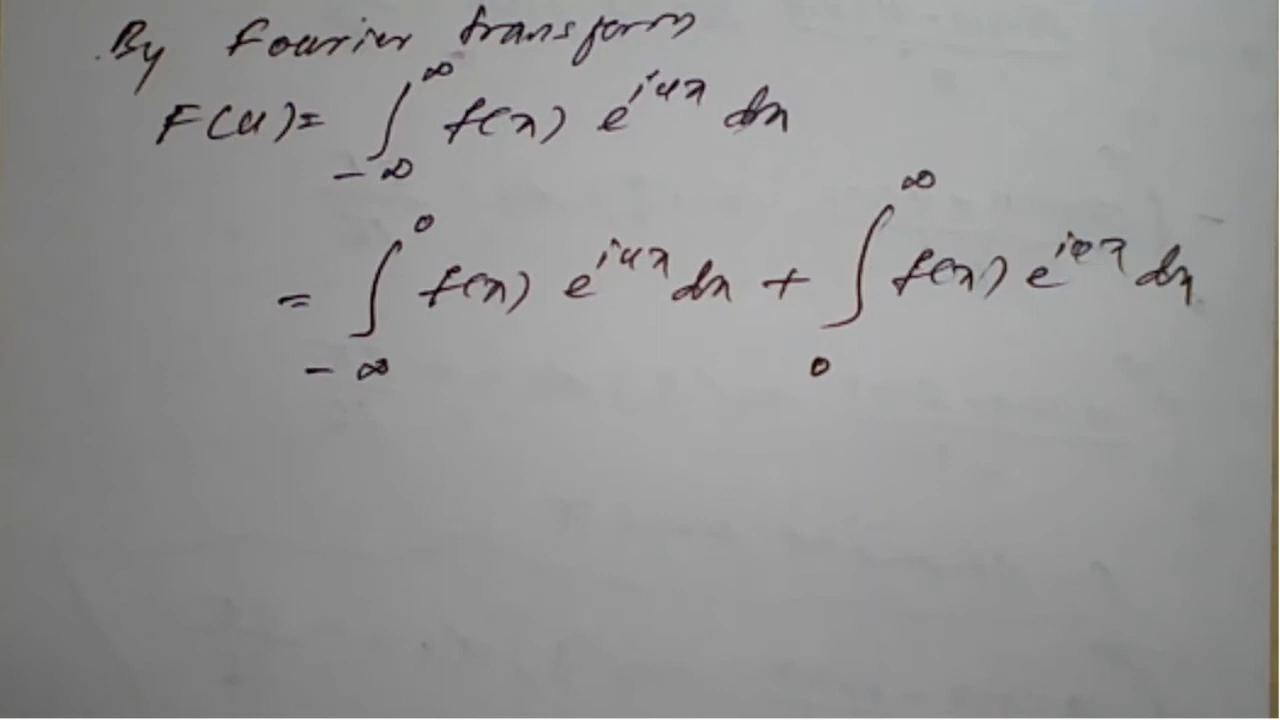 By Fourier transform
F(u) = ∫_{-∞}^{∞} f(x) e^{iux} dx
= ∫_{-∞}^{0} f(x) e^{iux} dx + ∫_{0}^{∞} f(x) e^{iux} dx